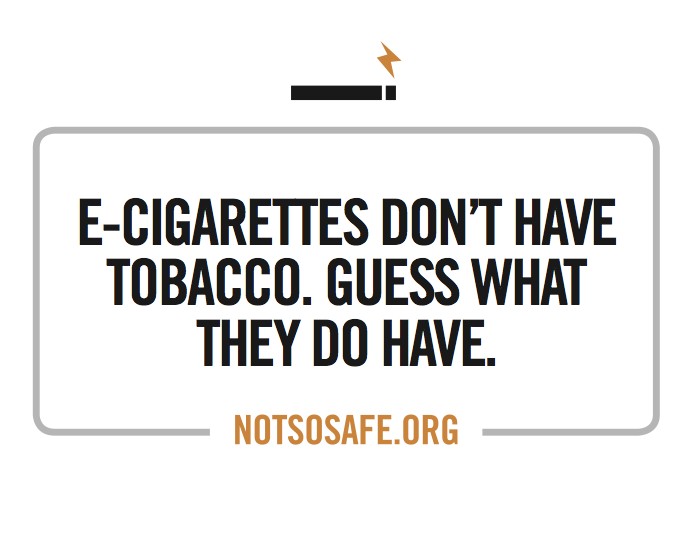 E-CIGARETTES DON’T HAVE
TOBACCO. GUESS WHAT
THEY DO HAVE.
NOTSOSAFE.ORG